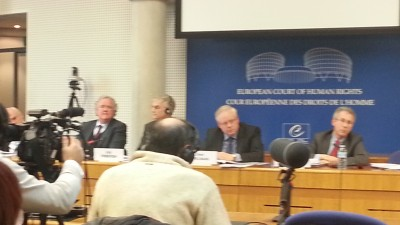 EUROPEAN COURT OF HUMAN RIGHTS
COUR EUROPÉENNE DES DROITS DE L'HOMME